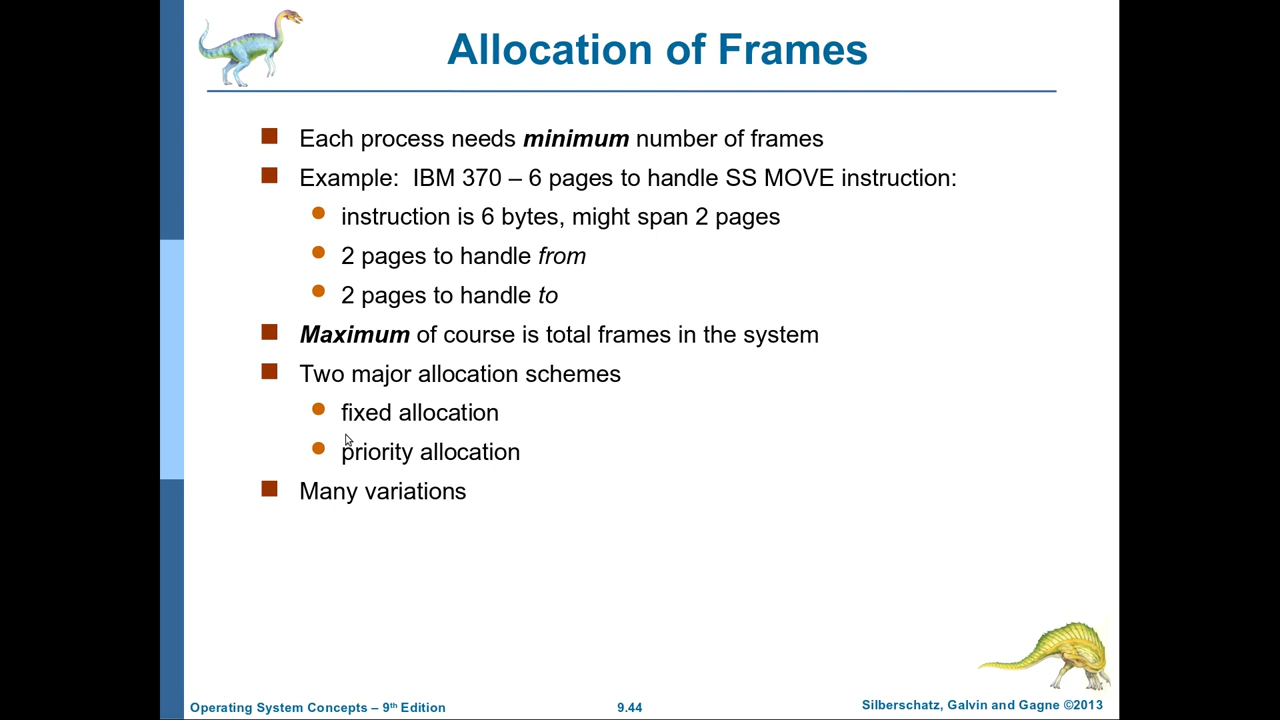 Allocation of Frames
Each process needs minimum number of frames
Example:  IBM 370 – 6 pages to handle SS MOVE instruction:
instruction is 6 bytes, might span 2 pages
2 pages to handle from
2 pages to handle to
Maximum of course is total frames in the system
Two major allocation schemes
fixed allocation
priority allocation
Many variations
Operating System Concepts – 9th Edition
9.44
Silberschatz, Galvin and Gagne ©2013